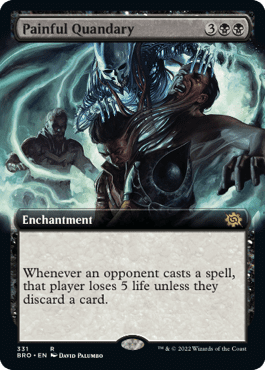 Painful Quandary 3
Enchantment
Whenever an opponent casts a spell,
that player loses 5 life unless they
discard a card.
331 R
BRO • EN DAVID PALUMBO
™ & © 2022 Wizards of the Coast